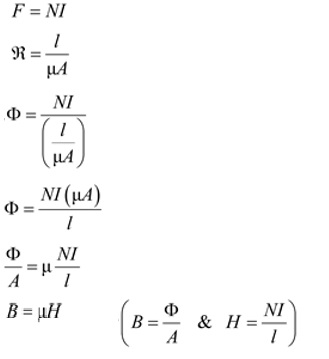 F = NI
ℜ = l / μA
Φ = NI / (l / μA)
Φ = NI(μA) / l
Φ / A = μ NI / l
B = μH (B = Φ / A & H = NI / l)